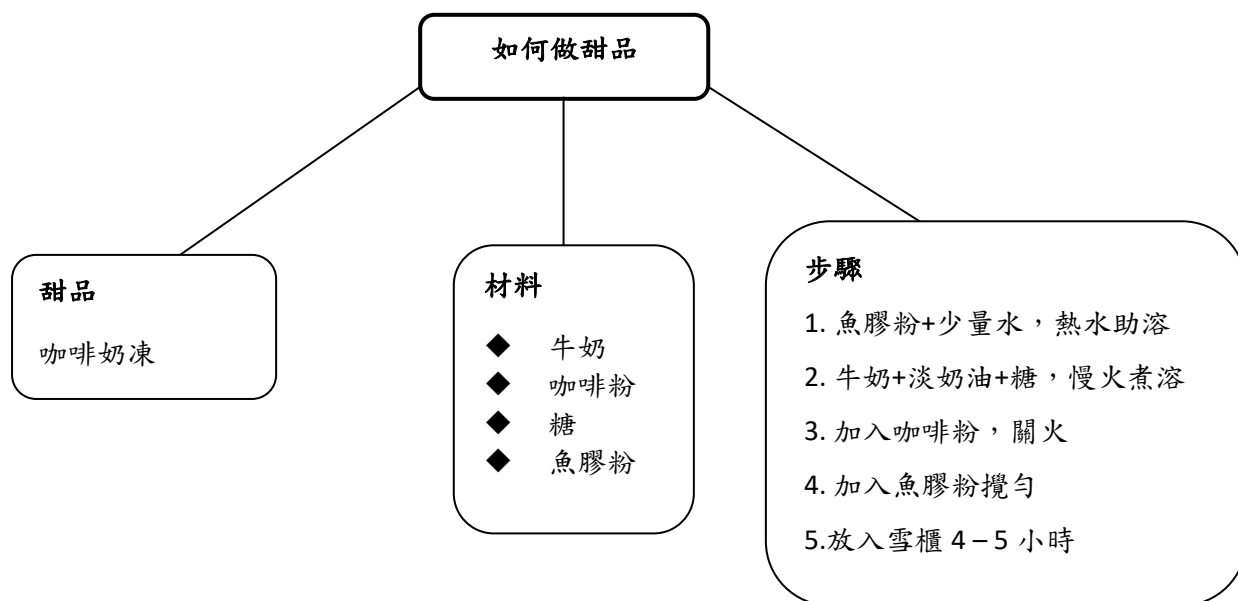 如何做甜品
甜品
咖啡奶凍
材料
◆ 牛奶
◆ 咖啡粉
◆ 糖
◆ 魚膠粉
步驟
1. 魚膠粉+少量水，熱水助溶
2. 牛奶+淡奶油+糖，慢火煮溶
3. 加入咖啡粉，關火
4. 加入魚膠粉攪勻
5.放入雪櫃 4 – 5 小時